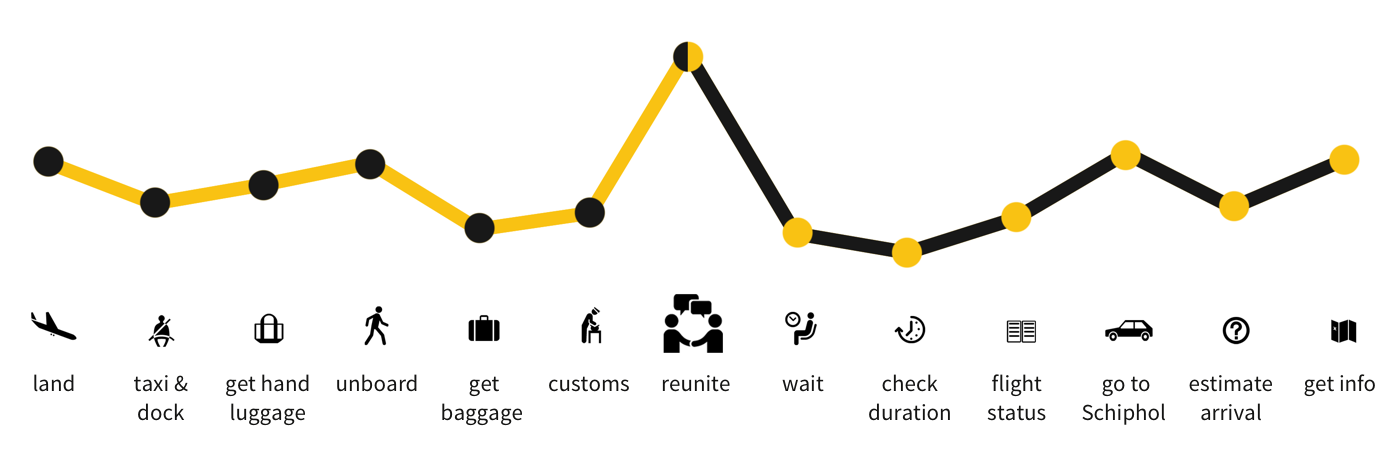 land
taxi &
dock
get hand
luggage
unboard
get
baggage
customs
reunite
wait
check
duration
flight
status
go to
Schiphol
estimate
arrival
get info